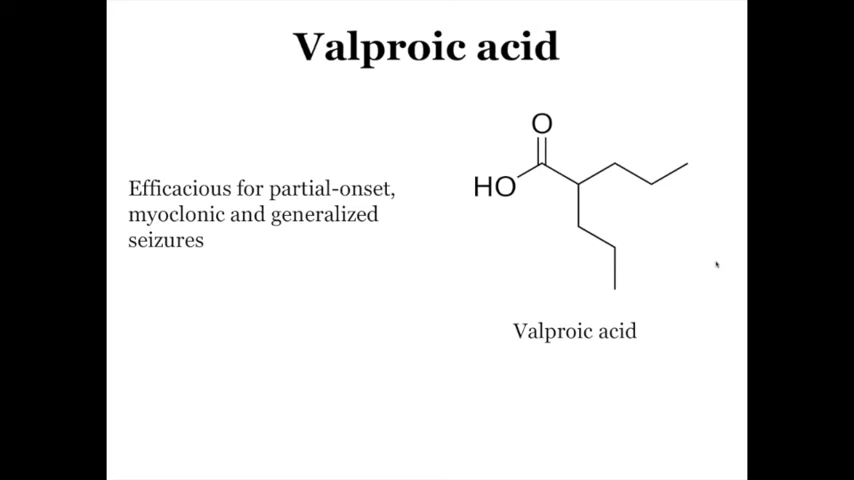 Valproic acid
Efficacious for partial-onset,
myoclonic and generalized
seizures
O
HO
Valproic acid